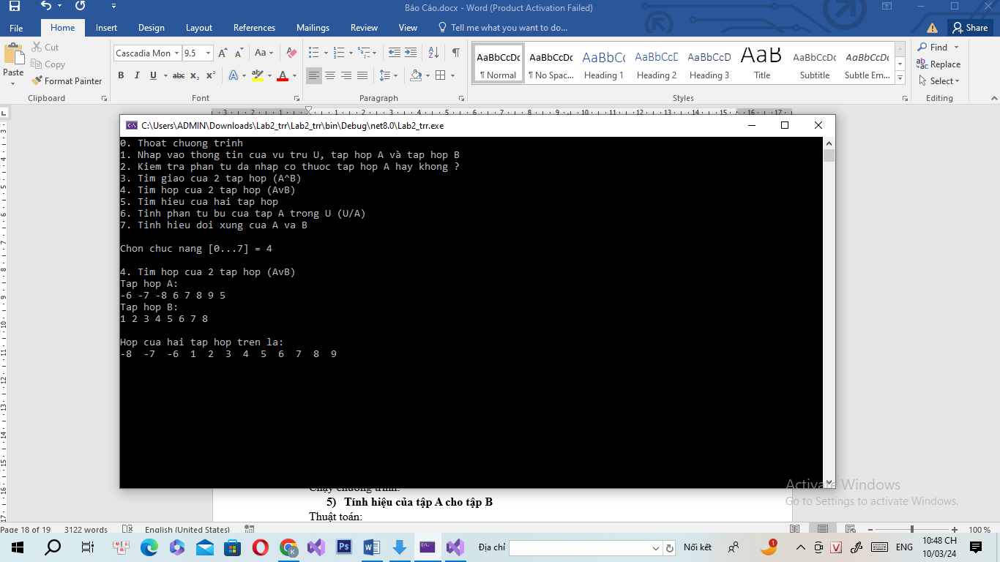 Báo Cáo.docx - Word (Product Activation Failed)
File Home Insert Design Layout References Mailings Review View Tell me what you want to do... Share
Paste
Cut
Copy
Format Painter
Clipboard
Cascadia Mon 9.5
Font
Paragraph
AaBbCcDc ¶ Normal
AaBbCcDc ¶ No Spac...
AaBbCc Heading 1
AaBbCcD Heading 2
AaBbCcD Heading 3
AaB Title
AaBbCcDc Subtitle
AaBbCcDc Subtle Em...
Styles
Find
Replace
Select
Editing
C:\Users\ADMIN\Downloads\Lab2_trr\Lab2_trr\bin\Debug\net8.0\Lab2_trr.exe
0. Thoat chuong trinh
1. Nhap vao thong tin cua vu tru U, tap hop A và tap hop B
2. Kiem tra phan tu da nhap co thuoc tap hop A hay khong ?
3. Tim giao cua 2 tap hop (A^B)
4. Tim hop cua 2 tap hop (AvB)
5. Tim hieu cua hai tap hop
6. Tinh phan tu bu cua tap A trong U (U/A)
7. Tinh hieu doi xung cua A va B
Chon chuc nang [0...7] = 4
4. Tim hop cua 2 tap hop (AvB)
Tap hop A:
-6 -7 -8 6 7 8 9 5
Tap hop B:
1 2 3 4 5 6 7 8
Hop cua hai tap hop tren la:
-8 -7 -6 1 2 3 4 5 6 7 8 9
Chạy chương trình:
5) Tính hiệu của tập A cho tập B
Thuật toán:
Activate Windows
Go to Settings to activate Windows.
Page 18 of 19 3122 words English (United States) 100 %
Địa chỉ Nối kết ENG 10:48 CH
10/03/24